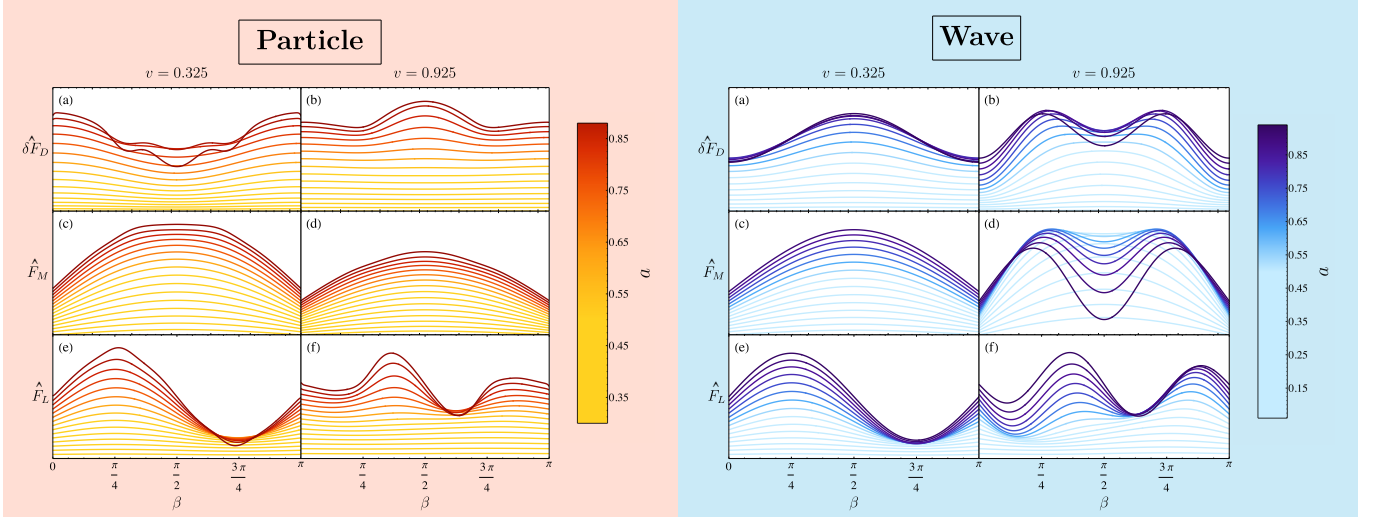 Particle
v = 0.325
v = 0.925
(a)
(b)
δF̂_D
(c)
(d)
F̂_M
(e)
(f)
F̂_L
0
π/4
π/2
3π/4
π
π/4
π/2
3π/4
π
β
β
0.85
0.75
0.65
0.55
0.45
0.35
a
Wave
v = 0.325
v = 0.925
(a)
(b)
δF̂_D
(c)
(d)
F̂_M
(e)
(f)
F̂_L
0
π/4
π/2
3π/4
π
π/4
π/2
3π/4
π
β
β
0.85
0.75
0.65
0.55
0.45
0.35
0.25
0.15
a